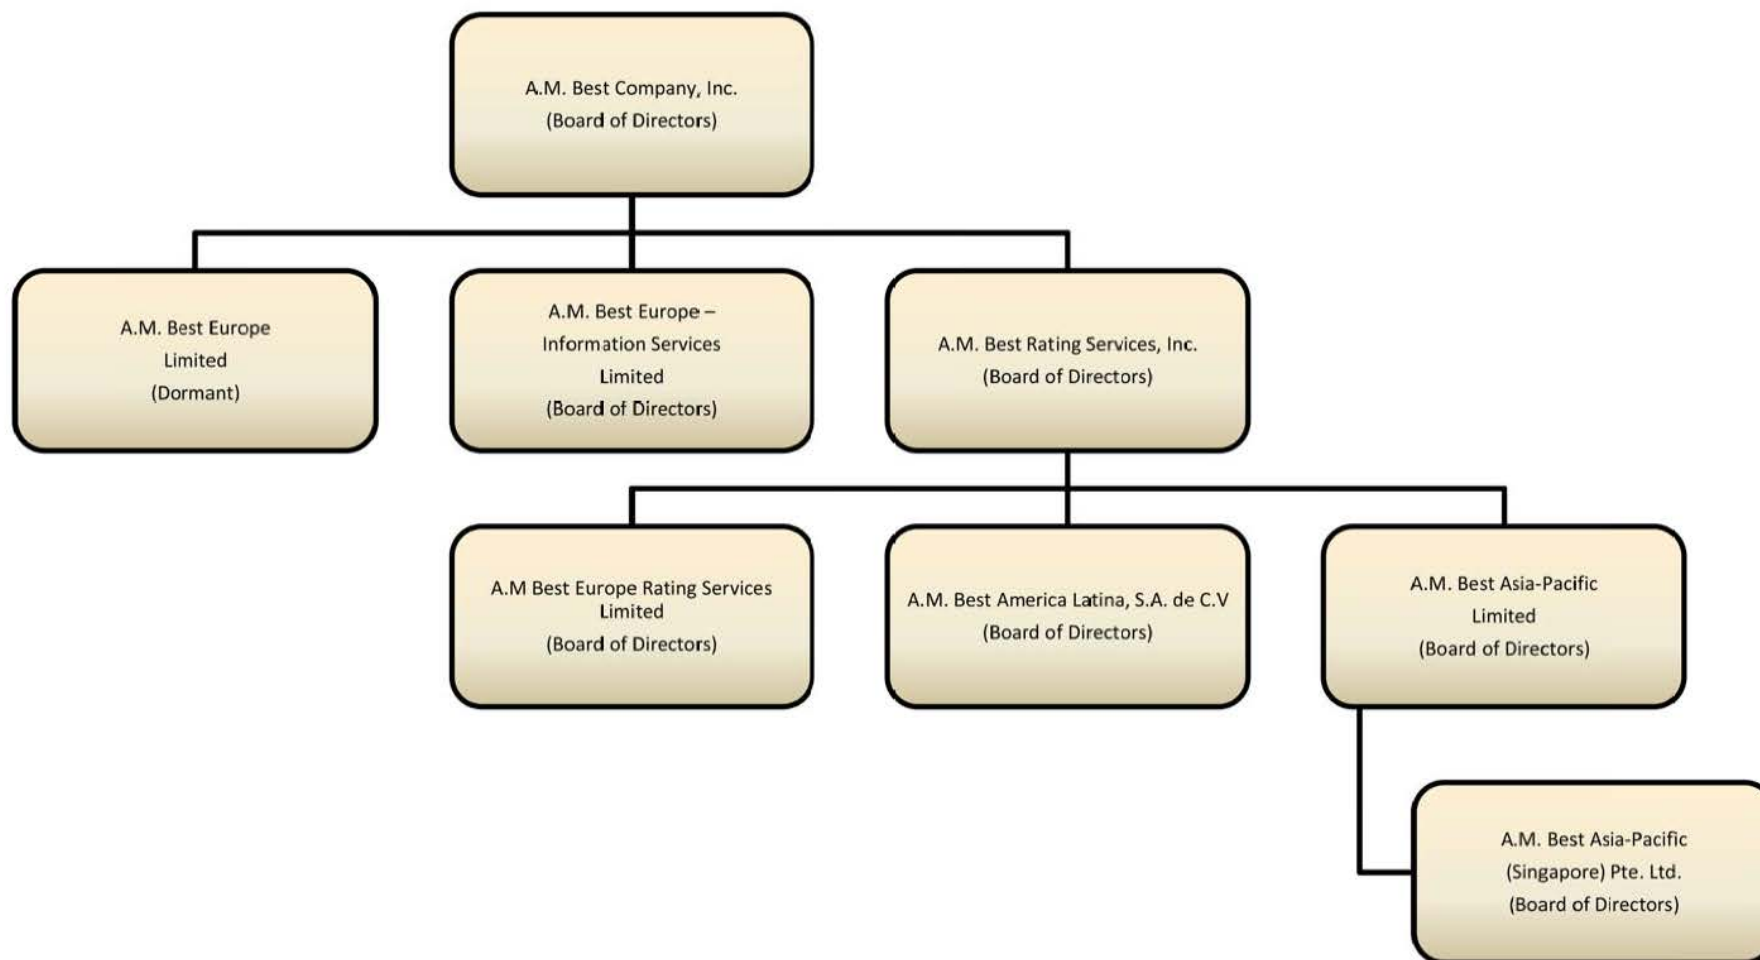 A.M. Best Company, Inc.
(Board of Directors)
A.M. Best Europe
Limited
(Dormant)
A.M. Best Europe –
Information Services
Limited
(Board of Directors)
A.M. Best Rating Services, Inc.
(Board of Directors)
A.M Best Europe Rating Services
Limited
(Board of Directors)
A.M. Best America Latina, S.A. de C.V
(Board of Directors)
A.M. Best Asia-Pacific
Limited
(Board of Directors)
A.M. Best Asia-Pacific
(Singapore) Pte. Ltd.
(Board of Directors)